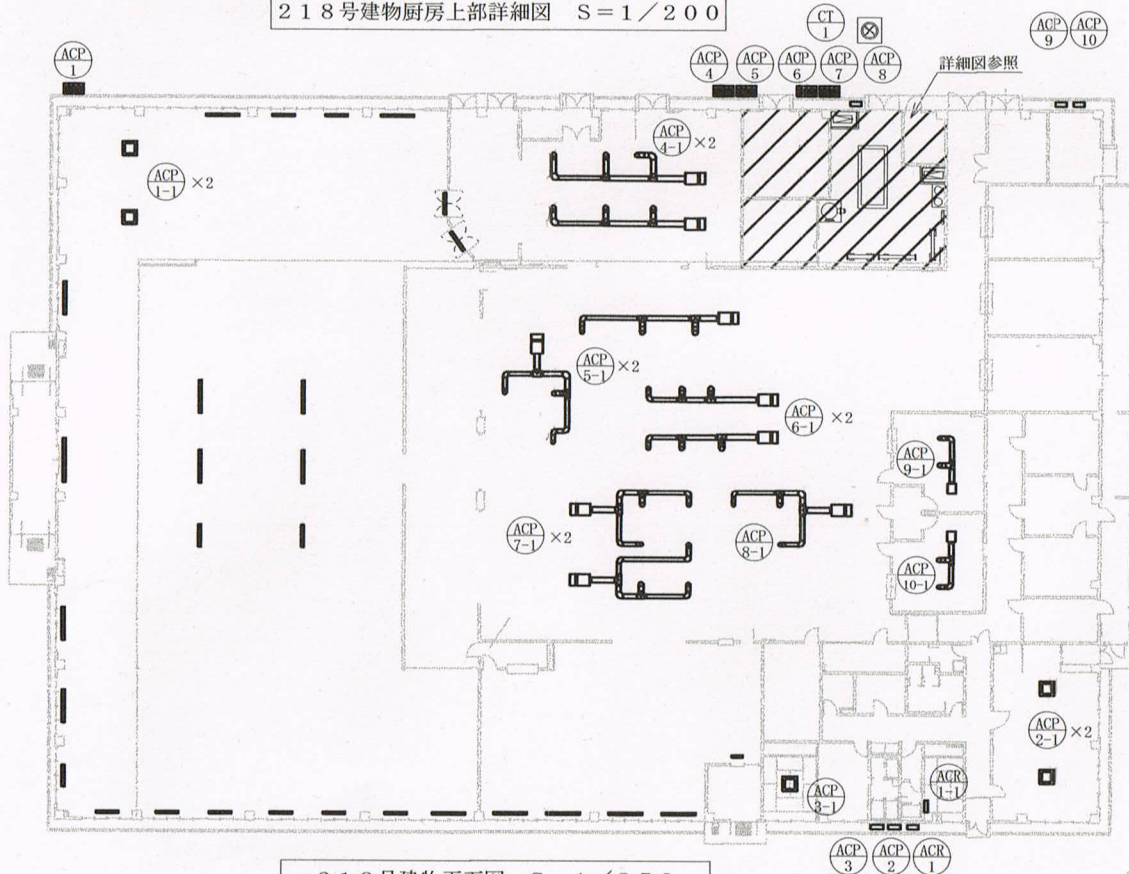 218号建物厨房上部詳細図 S=1/200
CT
1
ACP
9
ACP
10
ACP
1
ACP
4
ACP
5
ACP
6
ACP
7
ACP
8
詳細図参照
ACP
4-1
×2
ACP
1-1
×2
ACP
5-1
×2
ACP
6-1
×2
ACP
9-1
ACP
7-1
×2
ACP
8-1
ACP
10-1
ACP
2-1
×2
ACP
3-1
ACR
1-1
ACP
3
ACP
2
ACR
1